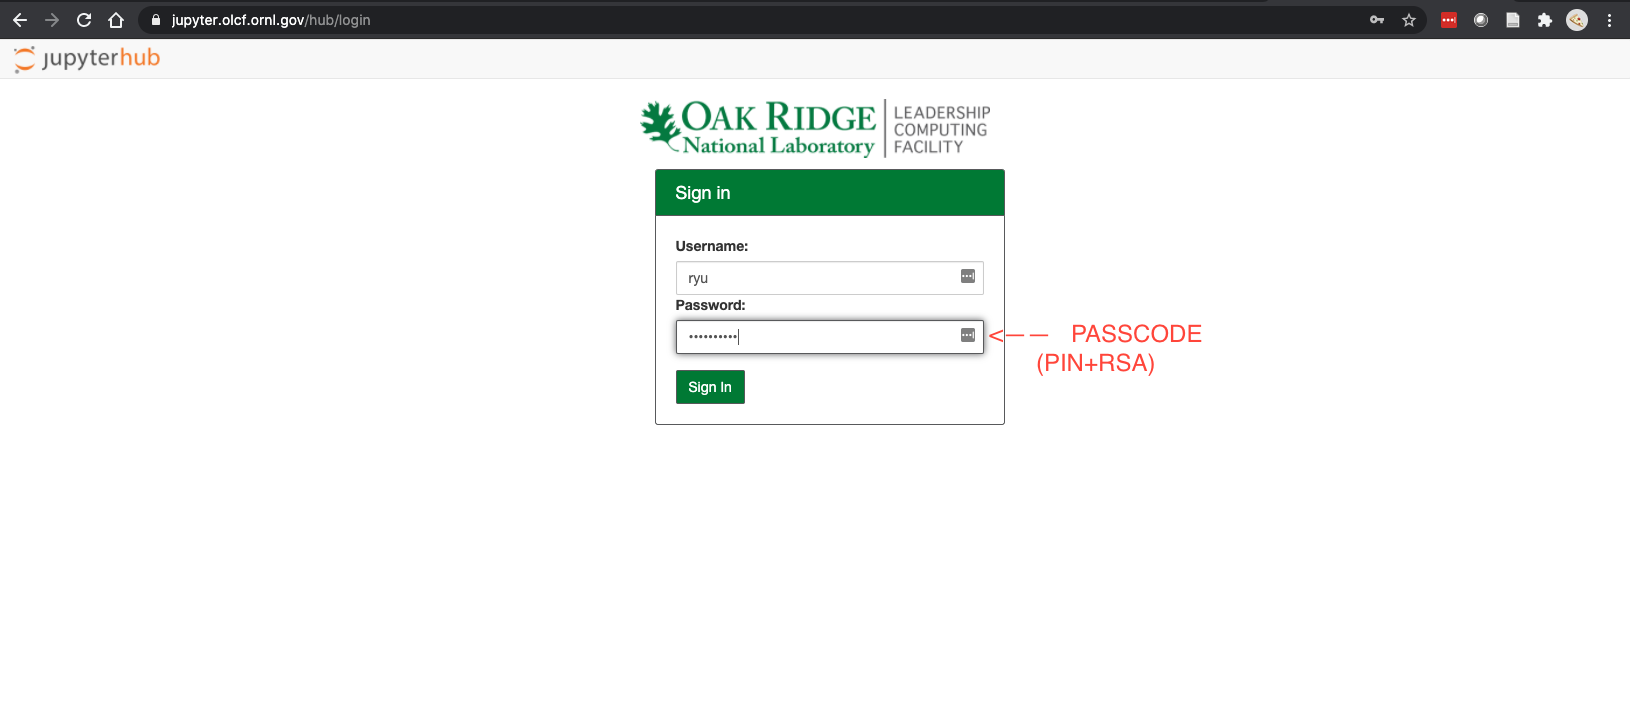 jupyter.olcf.ornl.gov/hub/login
jupyterhub
OAK RIDGE
National Laboratory
LEADERSHIP
COMPUTING
FACILITY
Sign in
Username:
ryu
Password:
••••••••••
<—— PASSCODE
(PIN+RSA)
Sign In